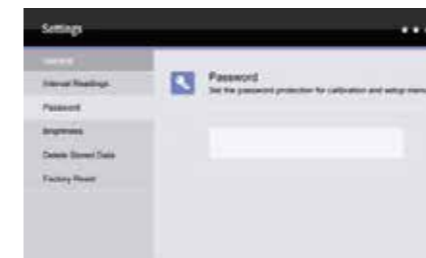 Settings
General
Interval Readings
Password
Brightness
Delete Stored Data
Factory Reset
Password
Set the password protection for calibration and setup menu